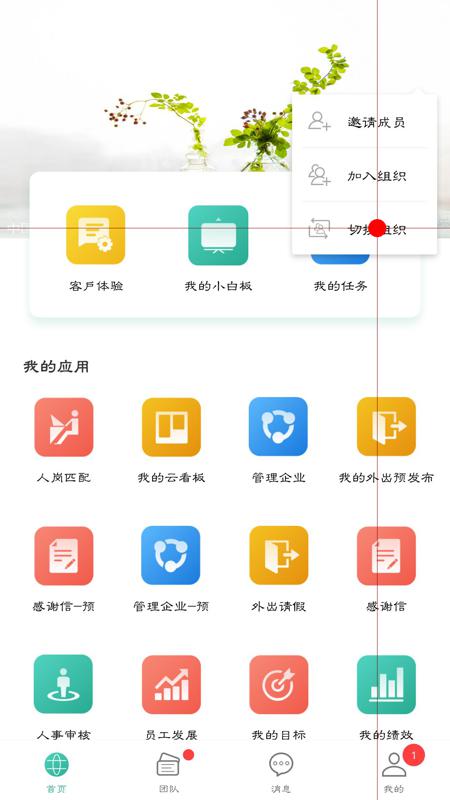 邀请成员
加入组织
切换组织
客户体验
我的小白板
我的任务
我的应用
人岗匹配
我的云看板
管理企业
我的外出预发布
感谢信-预
管理企业-预
外出请假
感谢信
人事审核
员工发展
我的目标
我的绩效
首页
团队
消息
1
我的